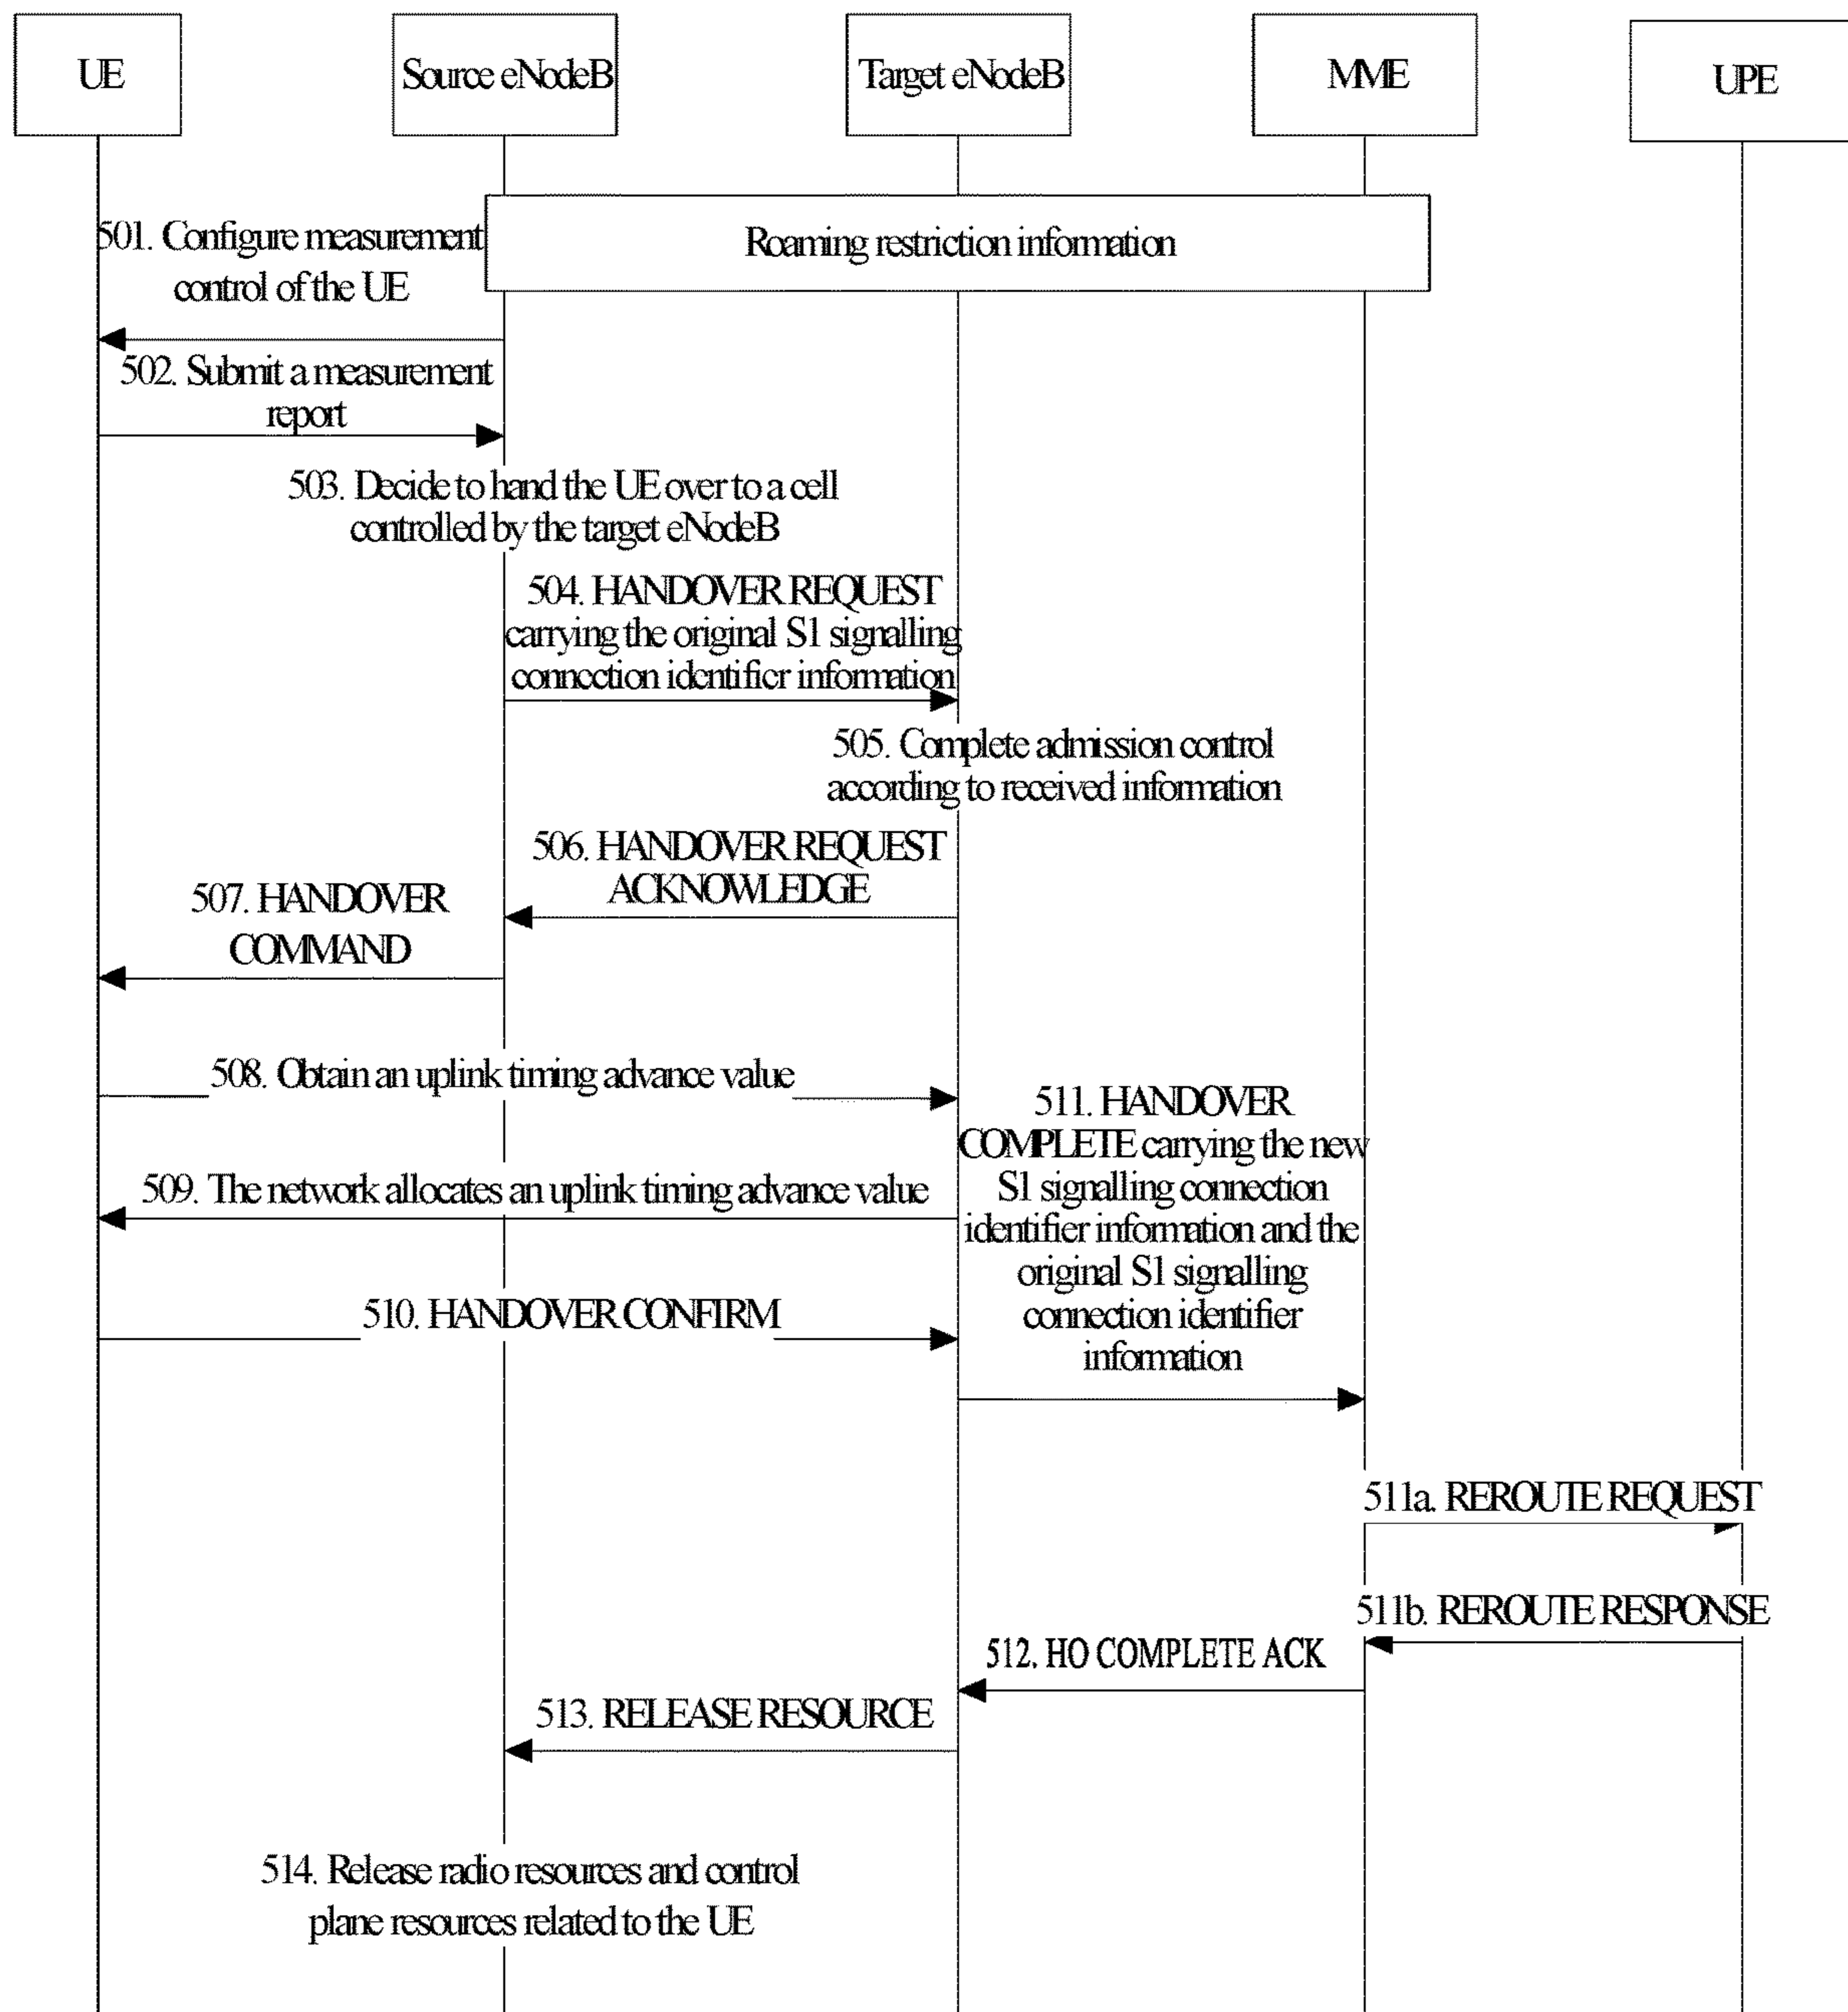 UE
Source eNodeB
Target eNodeB
MME
UPE
Roaming restriction information
501. Configure measurement
control of the UE
502. Submit a measurement
report
503. Decide to hand the UE over to a cell
controlled by the target eNodeB
504. HANDOVER REQUEST
carrying the original S1 signalling
connection identifier information
505. Complete admission control
according to received information
506. HANDOVER REQUEST
ACKNOWLEDGE
507. HANDOVER
COMMAND
508. Obtain an uplink timing advance value
509. The network allocates an uplink timing advance value
510. HANDOVER CONFIRM
511. HANDOVER
COMPLETE carrying the new
S1 signalling connection
identifier information and the
original S1 signalling
connection identifier
information
511a. REROUTE REQUEST
511b. REROUTE RESPONSE
512. HO COMPLETE ACK
513. RELEASE RESOURCE
514. Release radio resources and control
plane resources related to the UE